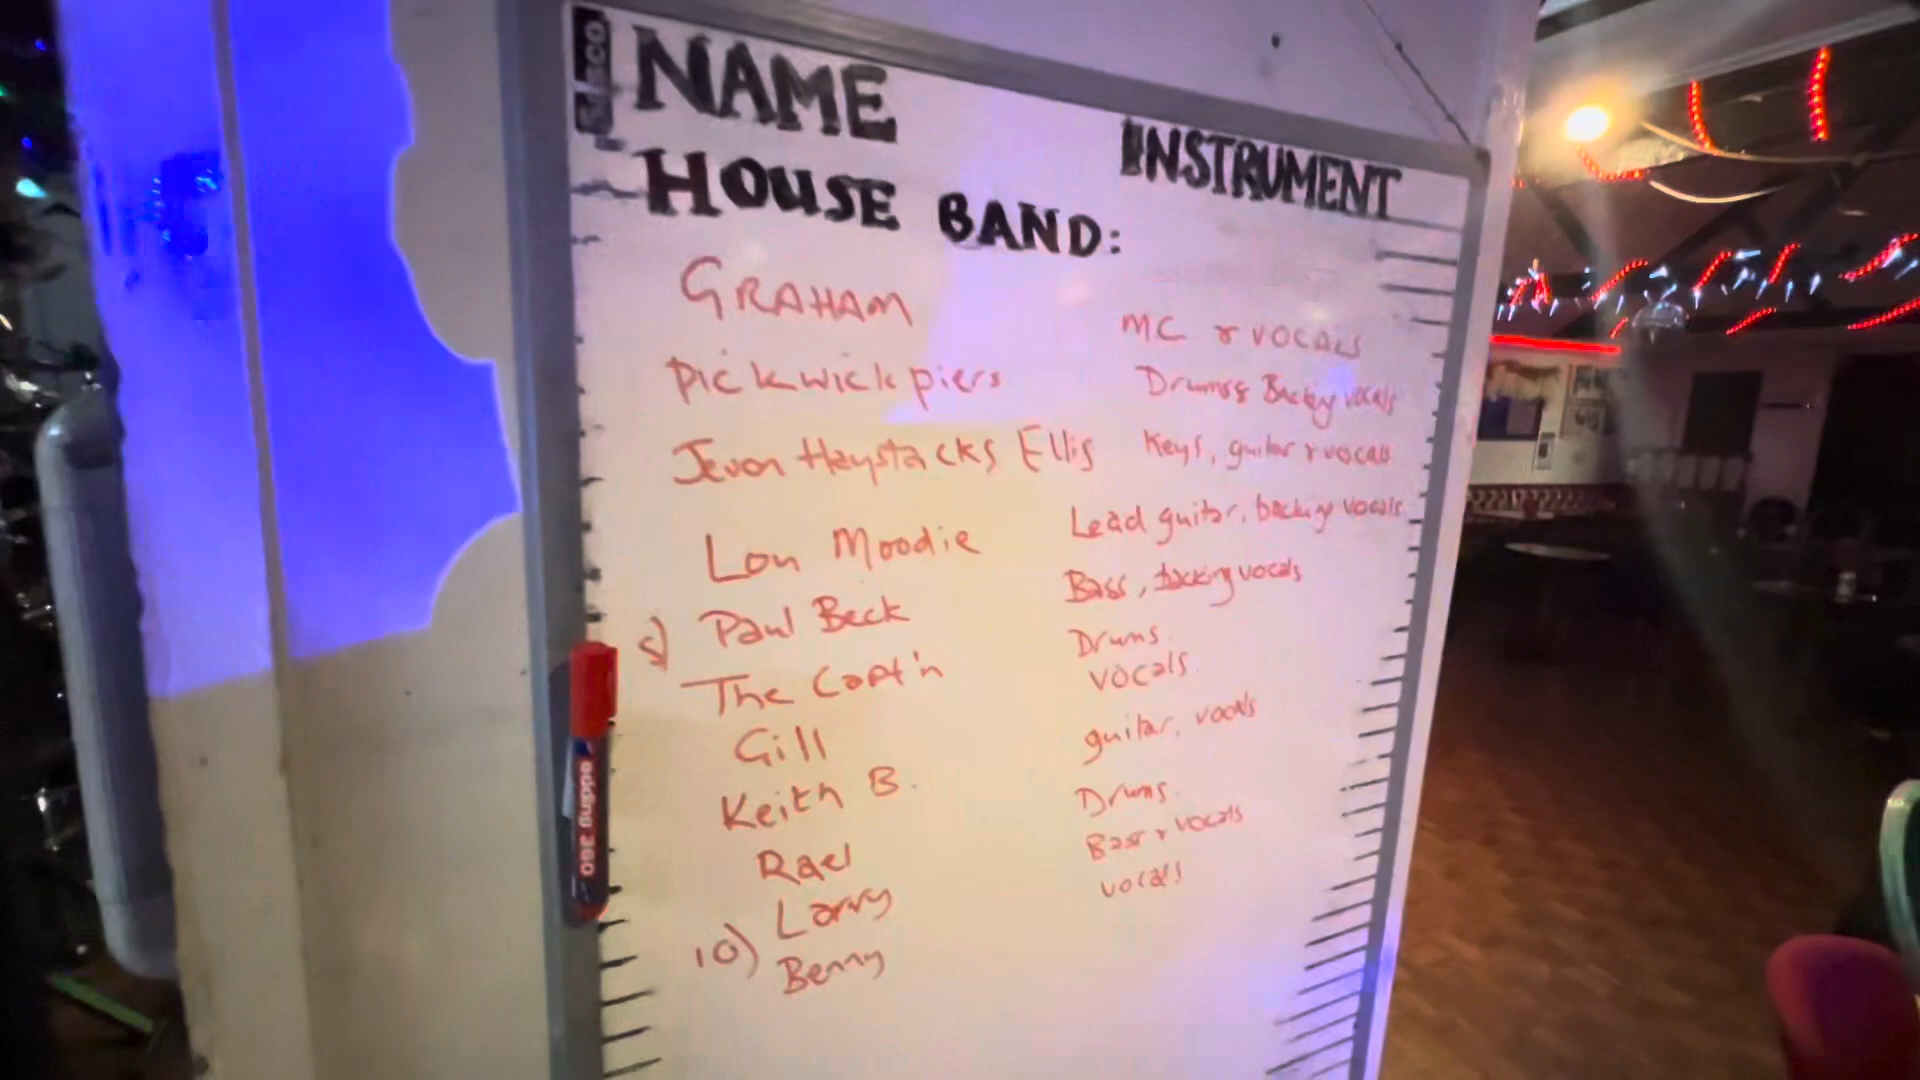 NAME INSTRUMENT
HOUSE BAND:
GRAHAM MC & VOCALS
Pickwick piers Drums & Backing vocals
Jevon Haystacks Ellis Keys, guitar & vocals
Lou Moodie Lead guitar, backing vocals
5) Paul Beck Bass, backing vocals
The Capt'n Drums.
Gill vocals.
Keith B. guitar, vocals
Rael Drums.
Larry Bass & vocals
10) Benny vocals
edding 360